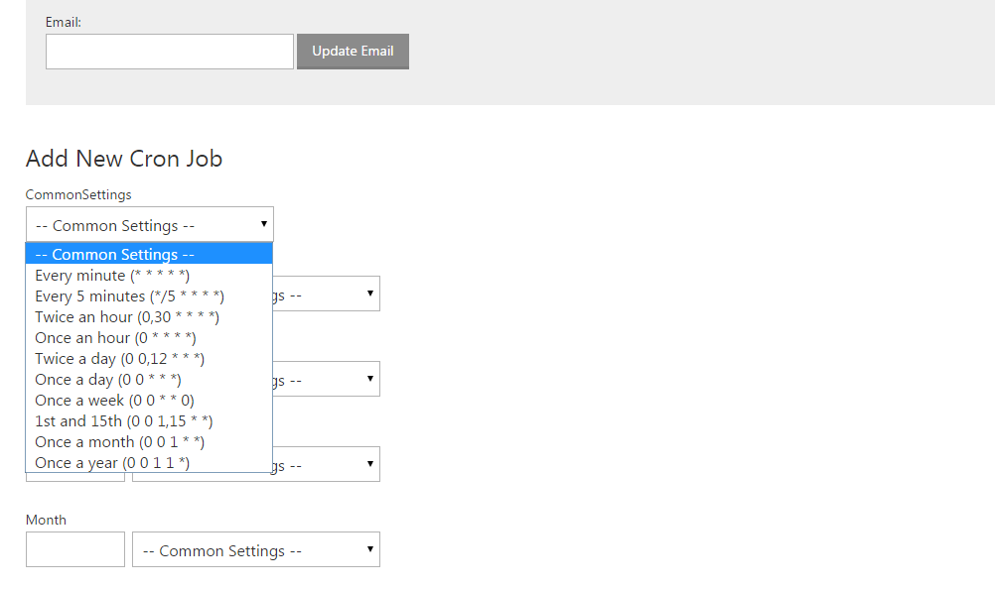 Email:
Update Email
Add New Cron Job
CommonSettings
-- Common Settings --
-- Common Settings --
Every minute (* * * * *)
Every 5 minutes (*/5 * * * *)
gs --
Twice an hour (0,30 * * * *)
Once an hour (0 * * * *)
Twice a day (0 0,12 * * *)
Once a day (0 0 * * *)
gs --
Once a week (0 0 * * 0)
1st and 15th (0 0 1,15 * *)
Once a month (0 0 1 * *)
Once a year (0 0 1 1 *)
gs --
Month
-- Common Settings --